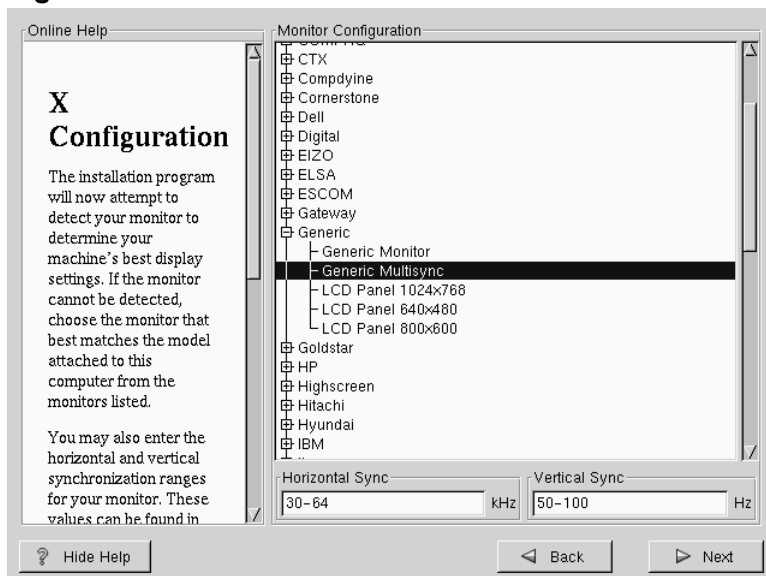 Online Help
X
Configuration
The installation program
will now attempt to
detect your monitor to
determine your
machine's best display
settings. If the monitor
cannot be detected,
choose the monitor that
best matches the model
attached to this
computer from the
monitors listed.
You may also enter the
horizontal and vertical
synchronization ranges
for your monitor. These
values can be found in
Monitor Configuration
CTX
Compdyine
Cornerstone
Dell
Digital
EIZO
ELSA
ESCOM
Gateway
Generic
Generic Monitor
Generic Multisync
LCD Panel 1024x768
LCD Panel 640x480
LCD Panel 800x600
Goldstar
HP
Highscreen
Hitachi
Hyundai
IBM
Horizontal Sync
30-64 kHz
Vertical Sync
50-100 Hz
Hide Help
Back
Next